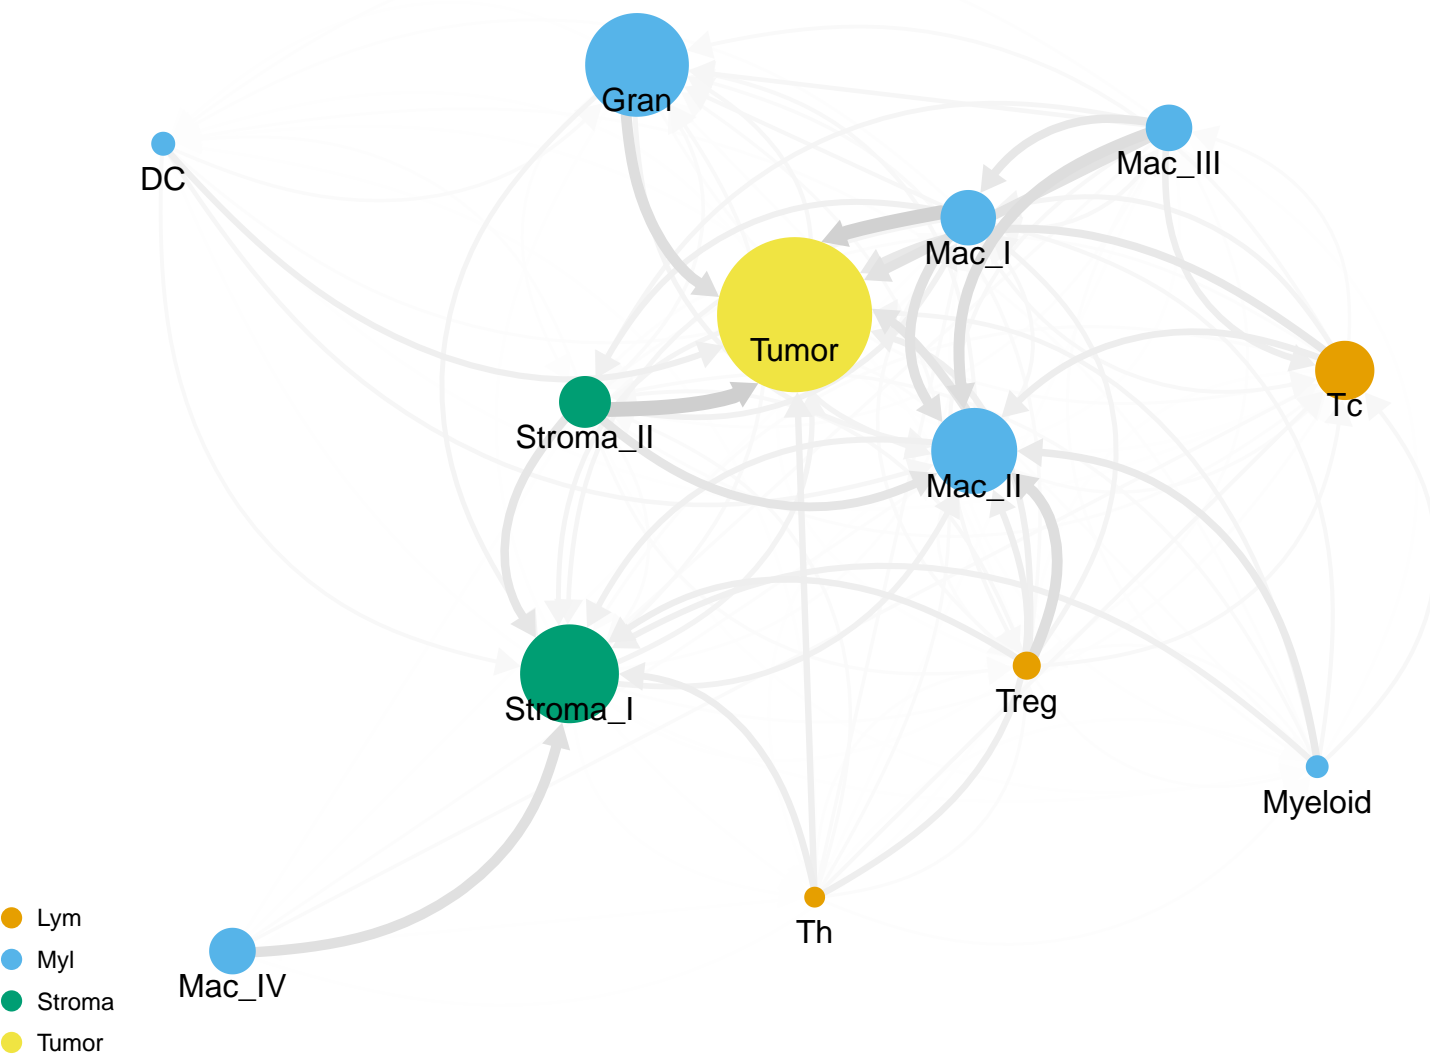 Gran
Mac_III
DC
Mac_I
Tumor
Tc
Stroma_II
Mac_II
Treg
Stroma_I
Myeloid
Th
Mac_IV
Lym
Myl
Stroma
Tumor